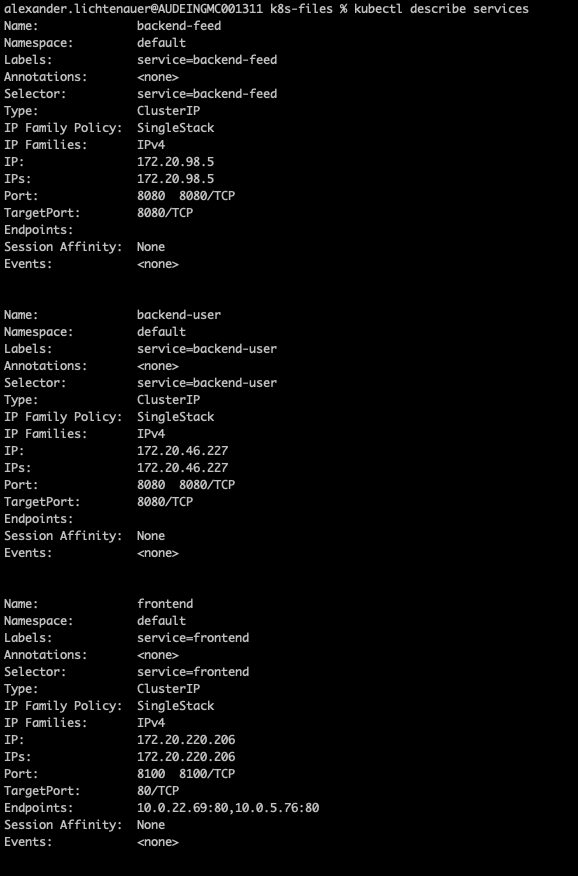 alexander.lichtenauer@AUDEINGMC001311 k8s-files % kubectl describe services
Name:              backend-feed
Namespace:         default
Labels:            service=backend-feed
Annotations:       <none>
Selector:          service=backend-feed
Type:              ClusterIP
IP Family Policy:  SingleStack
IP Families:       IPv4
IP:                172.20.98.5
IPs:               172.20.98.5
Port:              8080  8080/TCP
TargetPort:        8080/TCP
Endpoints:
Session Affinity:  None
Events:            <none>
Name:              backend-user
Namespace:         default
Labels:            service=backend-user
Annotations:       <none>
Selector:          service=backend-user
Type:              ClusterIP
IP Family Policy:  SingleStack
IP Families:       IPv4
IP:                172.20.46.227
IPs:               172.20.46.227
Port:              8080  8080/TCP
TargetPort:        8080/TCP
Endpoints:
Session Affinity:  None
Events:            <none>
Name:              frontend
Namespace:         default
Labels:            service=frontend
Annotations:       <none>
Selector:          service=frontend
Type:              ClusterIP
IP Family Policy:  SingleStack
IP Families:       IPv4
IP:                172.20.220.206
IPs:               172.20.220.206
Port:              8100  8100/TCP
TargetPort:        80/TCP
Endpoints:         10.0.22.69:80,10.0.5.76:80
Session Affinity:  None
Events:            <none>